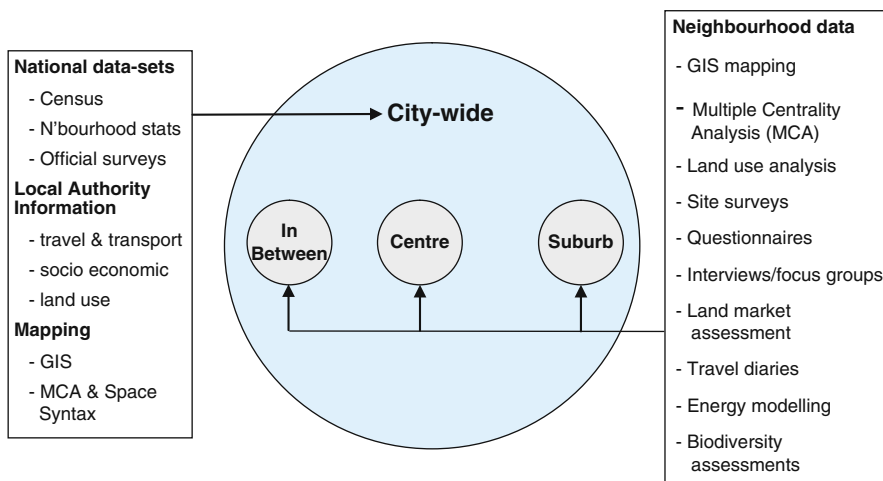 National data-sets
- Census
- N'bourhood stats
- Official surveys
Local Authority
Information
- travel & transport
- socio economic
- land use
Mapping
- GIS
- MCA & Space
Syntax
City-wide
In
Between
Centre
Suburb
Neighbourhood data
- GIS mapping
- Multiple Centrality
Analysis (MCA)
- Land use analysis
- Site surveys
- Questionnaires
- Interviews/focus groups
- Land market
assessment
- Travel diaries
- Energy modelling
- Biodiversity
assessments